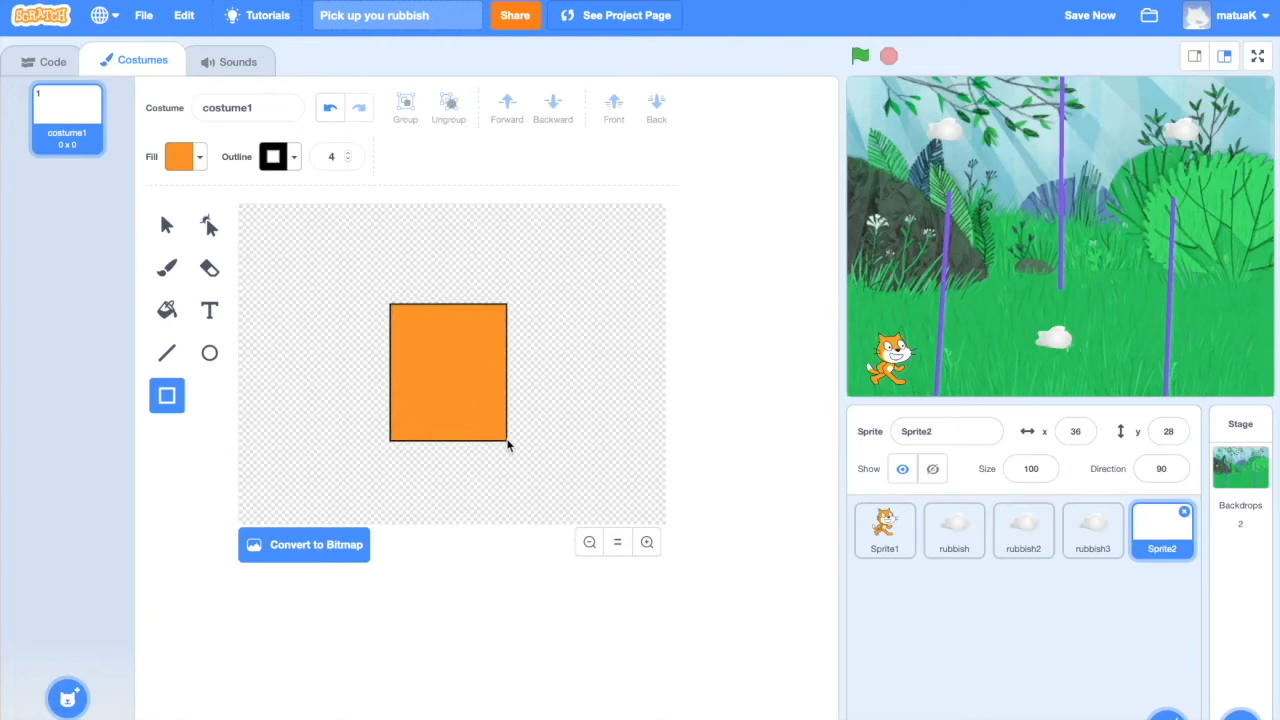 SCRATCH File Edit Tutorials Pick up you rubbish Share See Project Page Save Now matuaK
Code Costumes Sounds
1
costume1
0 x 0
Costume costume1 Group Ungroup Forward Backward Front Back
Fill Outline 4
T
Convert to Bitmap
Sprite Sprite2 x 36 y 28
Show Size 100 Direction 90
Sprite1 rubbish rubbish2 rubbish3 Sprite2
Stage
Backdrops
2